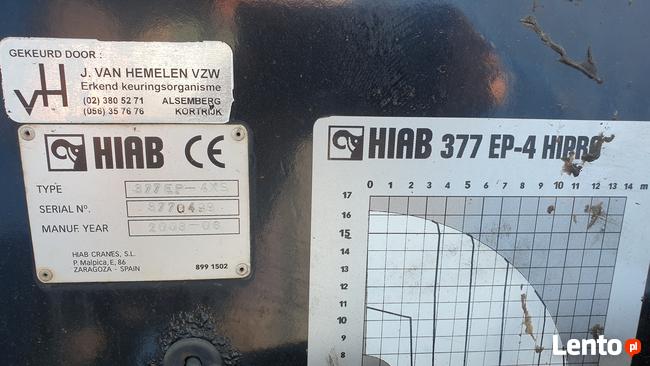 GEKEURD DOOR :
vH J. VAN HEMELEN VZW
Erkend keuringsorganisme
(02) 380 52 71 ALSEMBERG
(056) 35 76 76 KORTRIJK
HIAB CE
TYPE 377EP-4XS
SERIAL Nº.
MANUF. YEAR
HIAB CRANES, S.L.
P. Malpica, E, 86
ZARAGOZA - SPAIN 899 1502
HIAB 377 EP-4 HIPRO
0 1 2 3 4 5 6 7 8 9 10 11 12 13 14 m
17
16
15
14
13
12
11
10
9
8
Lento.pl